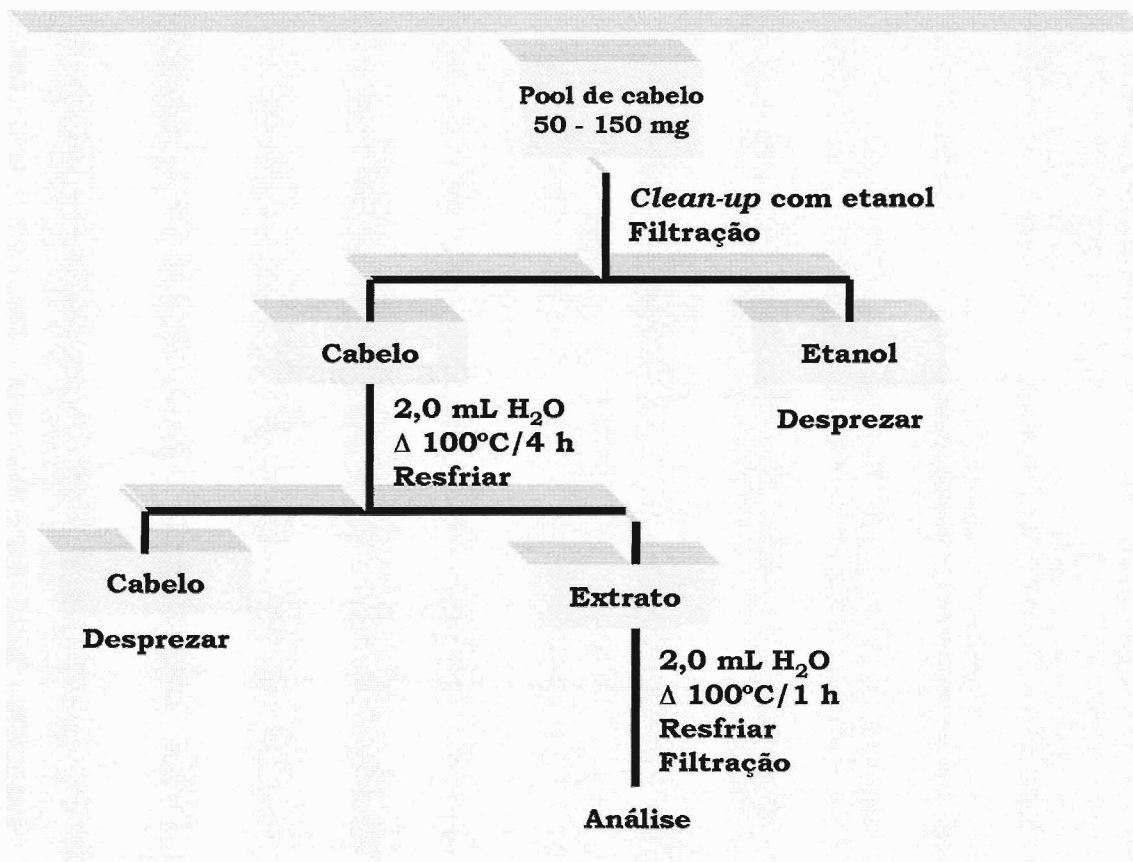 Pool de cabelo
50 - 150 mg
Clean-up com etanol
Filtração
Cabelo
Etanol
2,0 mL H₂O
Δ 100ºC/4 h
Resfriar
Desprezar
Cabelo
Desprezar
Extrato
2,0 mL H₂O
Δ 100ºC/1 h
Resfriar
Filtração
Análise